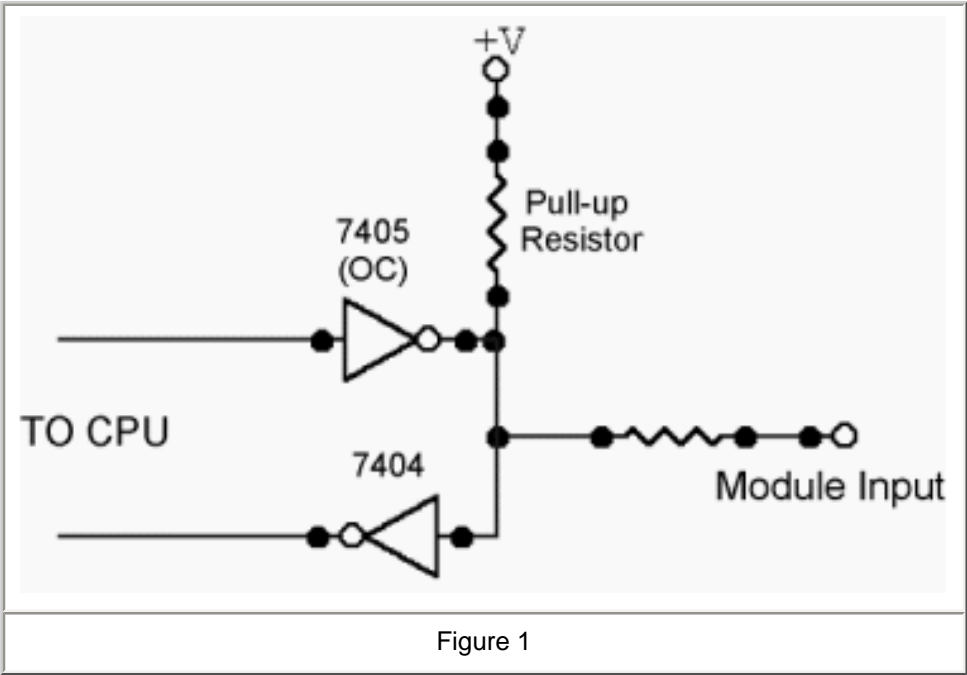 +V
Pull-up
Resistor
7405
(OC)
TO CPU
7404
Module Input
Figure 1